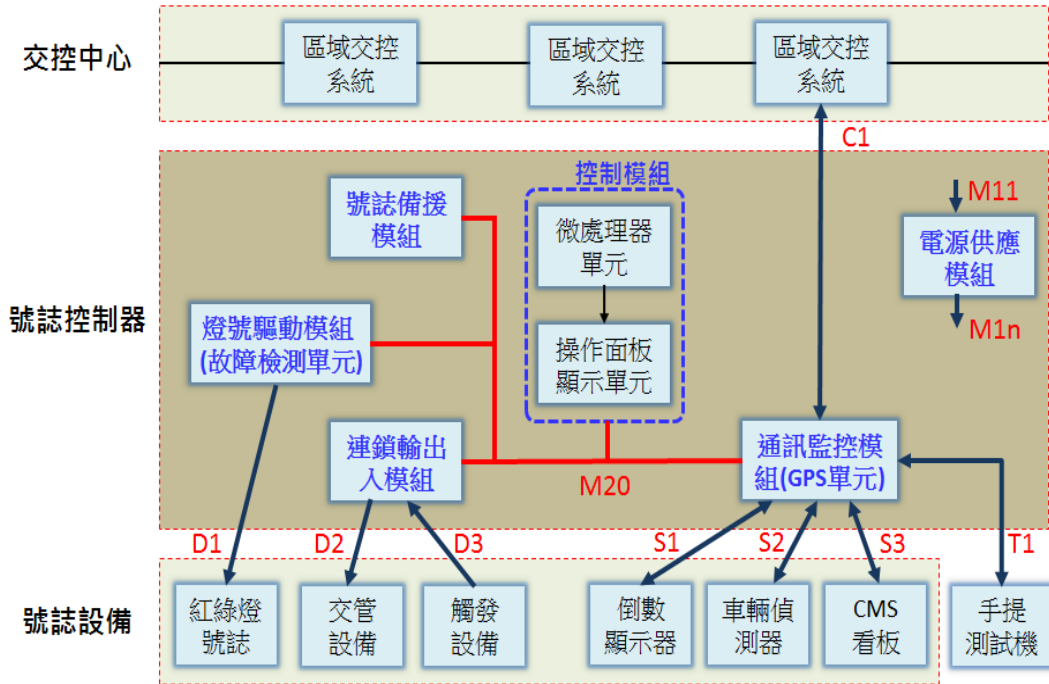 交控中心
區域交控
系統
區域交控
系統
區域交控
系統
C1
號誌控制器
控制模組
號誌備援
模組
微處理器
單元
M11
電源供應
模組
M1n
燈號驅動模組
(故障檢測單元)
操作面板
顯示單元
連鎖輸出
入模組
M20
通訊監控模
組(GPS單元)
D1
D2
D3
S1
S2
S3
T1
號誌設備
紅綠燈
號誌
交管
設備
觸發
設備
倒數
顯示器
車輛偵
測器
CMS
看板
手提
測試機